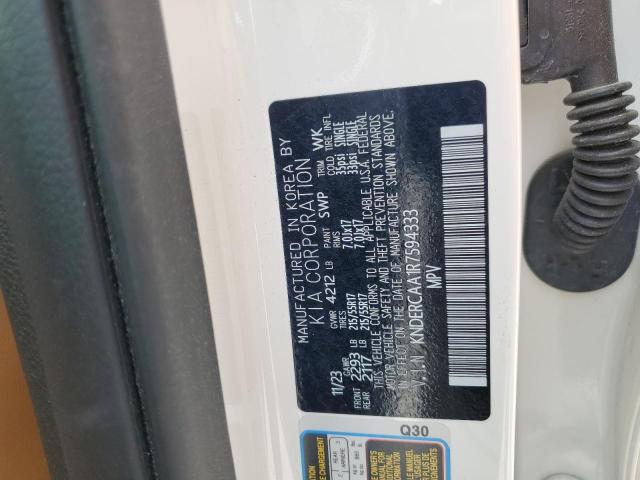 MANUFACTURED IN KOREA BY
KIA CORPORATION
11/23 GVWR 4212 LB PAINT SWP TRIM WK
GAWR TIRES RIMS COLD TIRE INFL
FRONT 2293 LB 215/55R17 7.0Jx17 35psi SINGLE
REAR 2117 LB 215/55R17 7.0Jx17 35psi SINGLE
THIS VEHICLE CONFORMS TO ALL APPLICABLE U.S.A FEDERAL
MOTOR VEHICLE SAFETY AND THEFT PREVENTION STANDARDS
IN EFFECT ON THE DATE OF MANUFACTURE SHOWN ABOVE.
V.I.N: KNDERCAA1R7594333
MPV
Q30